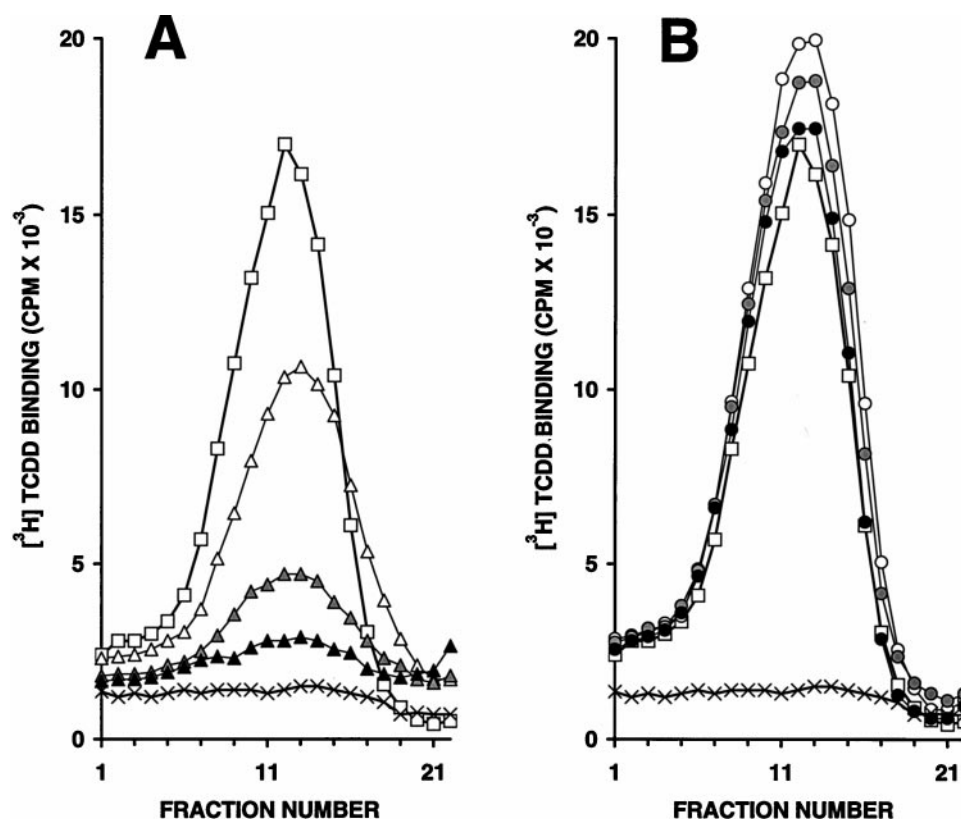 A
B
20
15
10
5
0
[³H] TCDD BINDING (CPM X 10⁻³)
1
11
21
FRACTION NUMBER
20
15
10
5
0
[³H] TCDD.BINDING (CPM X 10⁻³)
1
11
21
FRACTION NUMBER